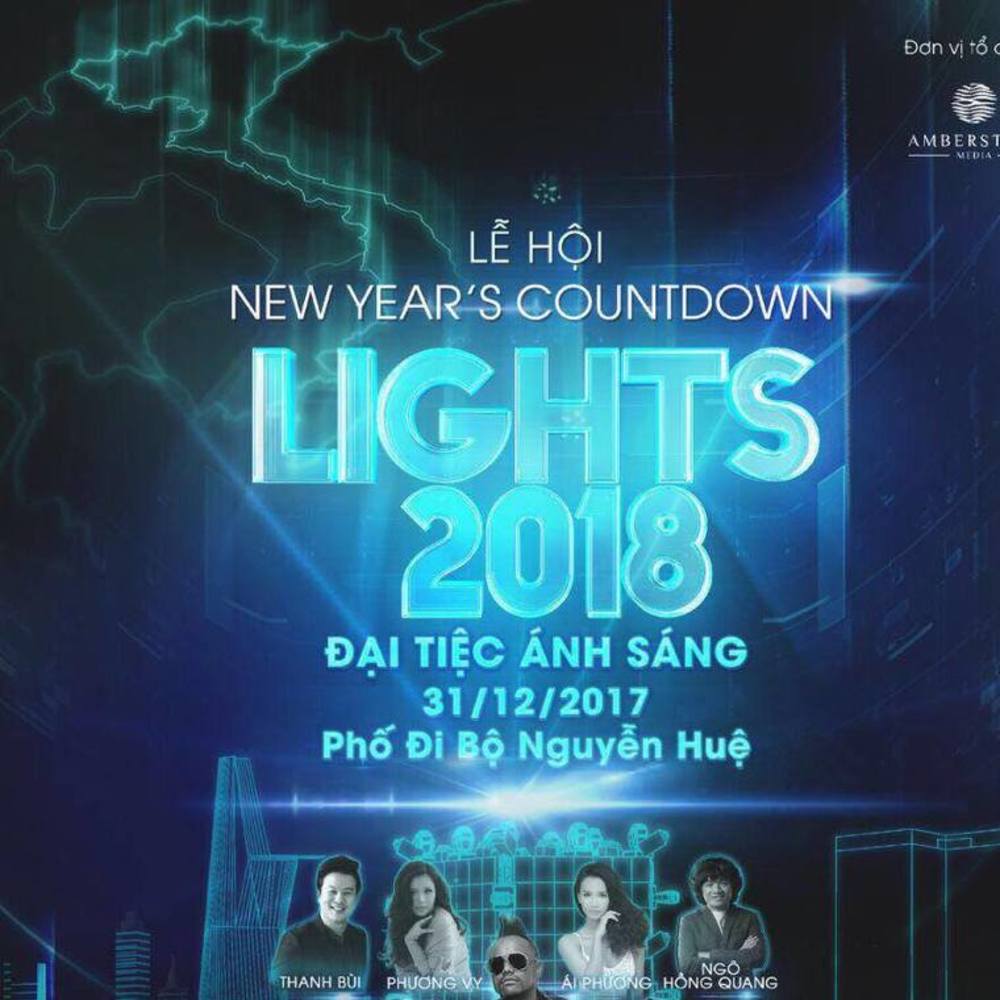 Đơn vị tổ
AMBERST
MEDIA
LỄ HỘI
NEW YEAR'S COUNTDOWN
LIGHTS
2018
ĐẠI TIỆC ÁNH SÁNG
31/12/2017
Phố Đi Bộ Nguyễn Huệ
THANH BÙI
PHƯƠNG VY
ÁI PHƯƠNG
NGÔ
HỒNG QUANG